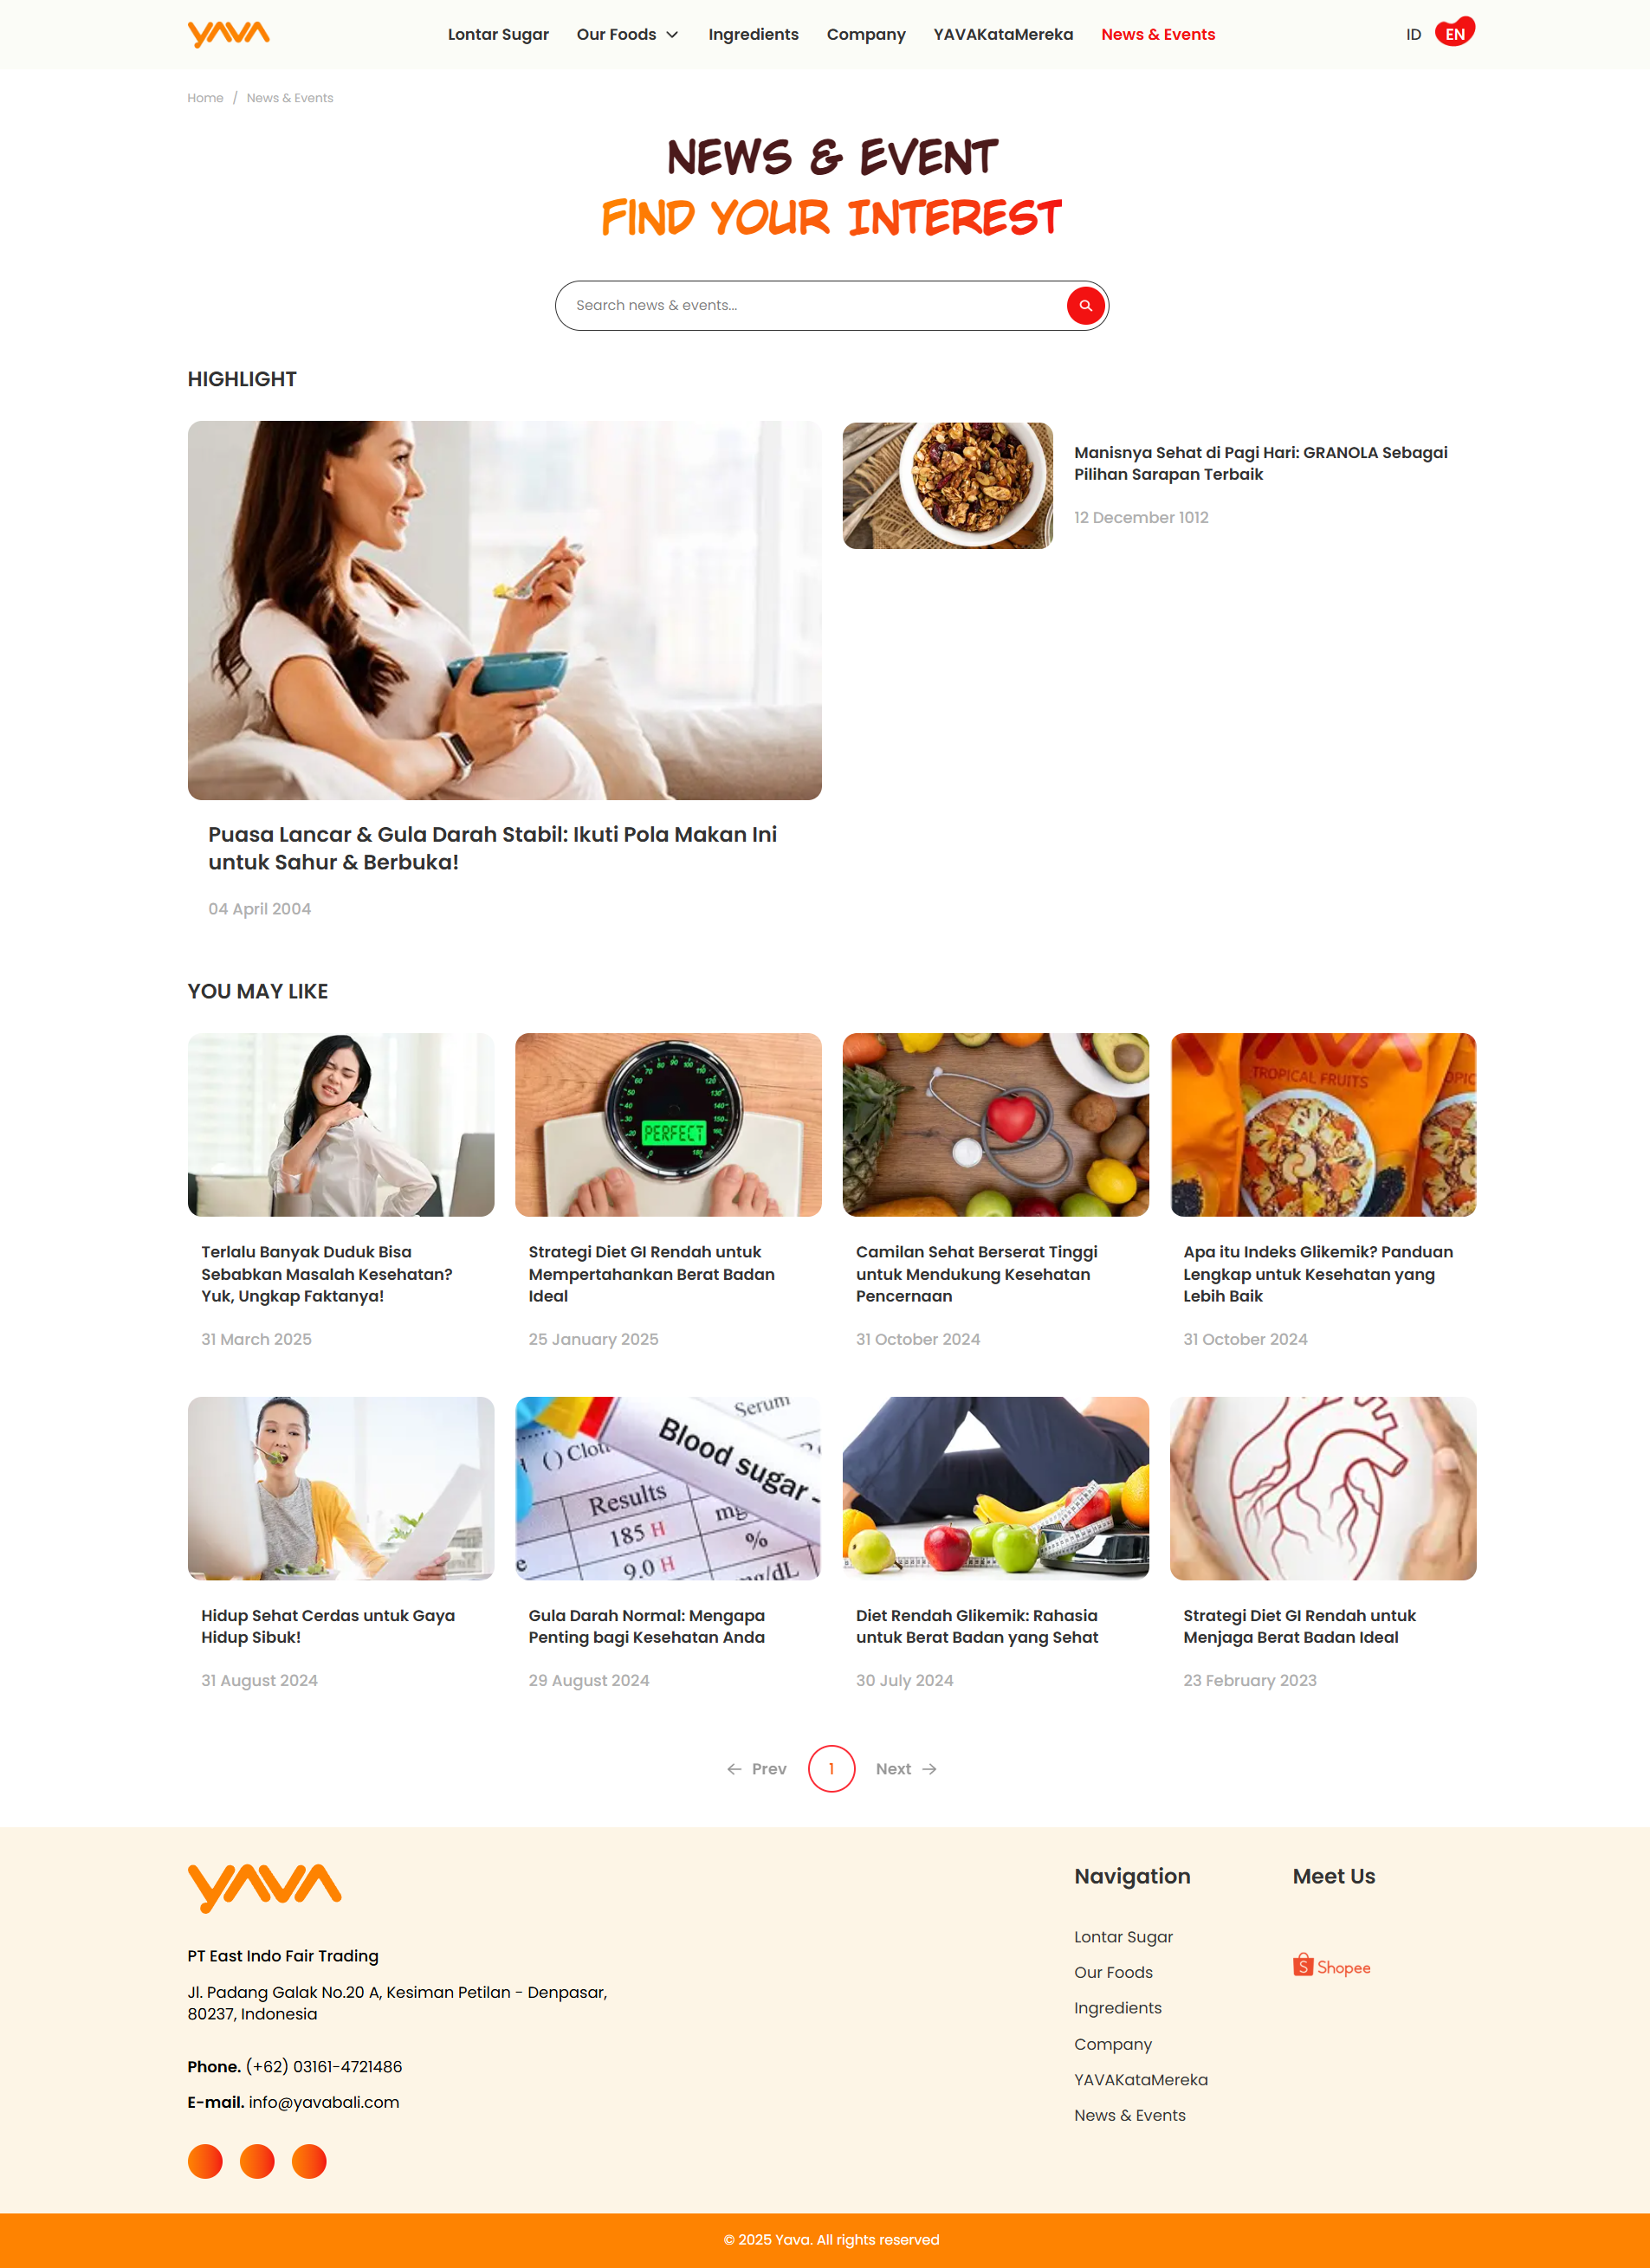 YAVA
Lontar Sugar
Our Foods
Ingredients
Company
YAVAKataMereka
News & Events
ID
EN
Home / News & Events
NEWS & EVENT
FIND YOUR INTEREST
Search news & events...
HIGHLIGHT
Puasa Lancar & Gula Darah Stabil: Ikuti Pola Makan Ini
untuk Sahur & Berbuka!
04 April 2004
Manisnya Sehat di Pagi Hari: GRANOLA Sebagai
Pilihan Sarapan Terbaik
12 December 1012
YOU MAY LIKE
PERFECT
TROPICAL FRUITS
Terlalu Banyak Duduk Bisa
Sebabkan Masalah Kesehatan?
Yuk, Ungkap Faktanya!
31 March 2025
Strategi Diet GI Rendah untuk
Mempertahankan Berat Badan
Ideal
25 January 2025
Camilan Sehat Berserat Tinggi
untuk Mendukung Kesehatan
Pencernaan
31 October 2024
Apa itu Indeks Glikemik? Panduan
Lengkap untuk Kesehatan yang
Lebih Baik
31 October 2024
Serum
Blood sugar -
Results
185 H
%
9.0 H
Hidup Sehat Cerdas untuk Gaya
Hidup Sibuk!
31 August 2024
Gula Darah Normal: Mengapa
Penting bagi Kesehatan Anda
29 August 2024
Diet Rendah Glikemik: Rahasia
untuk Berat Badan yang Sehat
30 July 2024
Strategi Diet GI Rendah untuk
Menjaga Berat Badan Ideal
23 February 2023
← Prev
1
Next →
YAVA
PT East Indo Fair Trading
Jl. Padang Galak No.20 A, Kesiman Petilan - Denpasar,
80237, Indonesia
Phone. (+62) 03161-4721486
E-mail. info@yavabali.com
Navigation
Lontar Sugar
Our Foods
Ingredients
Company
YAVAKataMereka
News & Events
Meet Us
Shopee
© 2025 Yava. All rights reserved